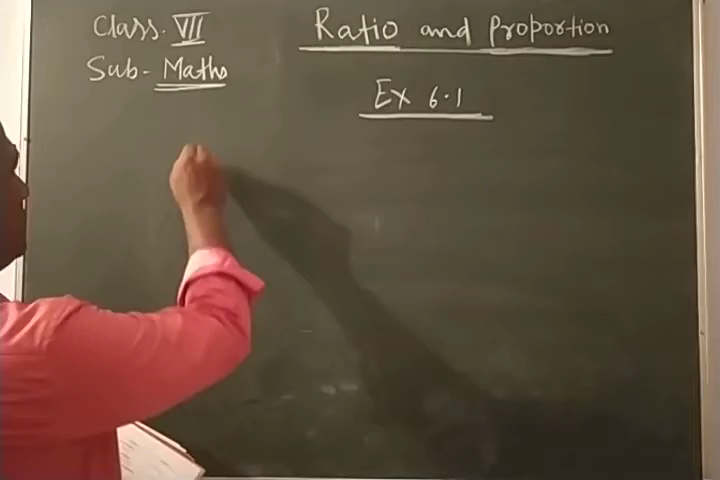 Class. VII
Sub- Maths
Ratio and Proportion
Ex 6.1